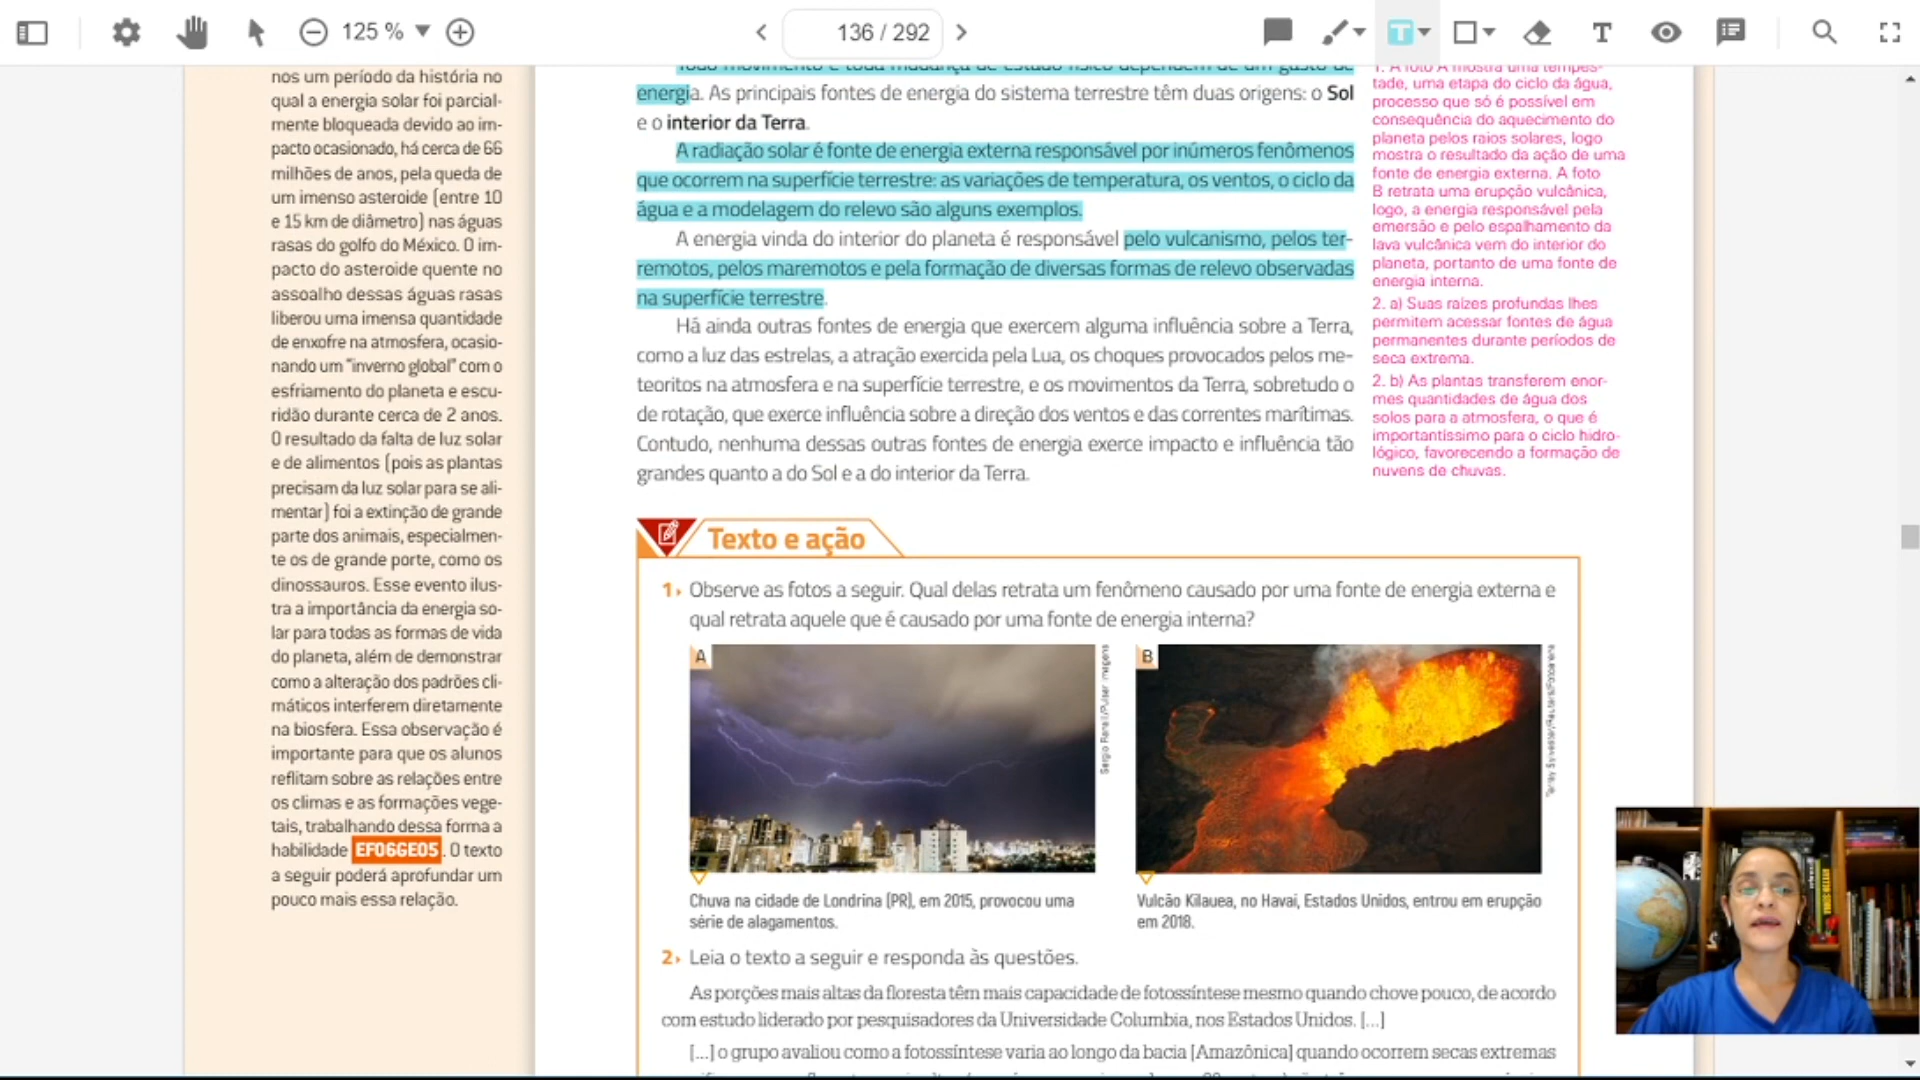 125 %
136 / 292
nos um período da história no
qual a energia solar foi parcial-
mente bloqueada devido ao im-
pacto ocasionado, há cerca de 66
milhões de anos, pela queda de
um imenso asteroide (entre 10
e 15 km de diâmetro) nas águas
rasas do golfo do México. O im-
pacto do asteroide quente no
assoalho dessas águas rasas
liberou uma imensa quantidade
de enxofre na atmosfera, ocasio-
nando um "inverno global" com o
esfriamento do planeta e escu-
ridão durante cerca de 2 anos.
O resultado da falta de luz solar
e de alimentos (pois as plantas
precisam da luz solar para se ali-
mentar) foi a extinção de grande
parte dos animais, especialmen-
te os de grande porte, como os
dinossauros. Esse evento ilus-
tra a importância da energia so-
lar para todas as formas de vida
do planeta, além de demonstrar
como a alteração dos padrões cli-
máticos interferem diretamente
na biosfera. Essa observação é
importante para que os alunos
reflitam sobre as relações entre
os climas e as formações vege-
tais, trabalhando dessa forma a
habilidade EF06GE05. O texto
a seguir poderá aprofundar um
pouco mais essa relação.
Todo movimento e toda mudança de estado físico dependem de um gasto de
energia. As principais fontes de energia do sistema terrestre têm duas origens: o Sol
e o interior da Terra.
A radiação solar é fonte de energia externa responsável por inúmeros fenômenos
que ocorrem na superfície terrestre: as variações de temperatura, os ventos, o ciclo da
água e a modelagem do relevo são alguns exemplos.
A energia vinda do interior do planeta é responsável pelo vulcanismo, pelos ter-
remotos, pelos maremotos e pela formação de diversas formas de relevo observadas
na superfície terrestre.
Há ainda outras fontes de energia que exercem alguma influência sobre a Terra,
como a luz das estrelas, a atração exercida pela Lua, os choques provocados pelos me-
teoritos na atmosfera e na superfície terrestre, e os movimentos da Terra, sobretudo o
de rotação, que exerce influência sobre a direção dos ventos e das correntes marítimas.
Contudo, nenhuma dessas outras fontes de energia exerce impacto e influência tão
grandes quanto a do Sol e a do interior da Terra.
1. A foto A mostra uma tempes-
tade, uma etapa do ciclo da água,
processo que só é possível em
consequência do aquecimento do
planeta pelos raios solares, logo
mostra o resultado da ação de uma
fonte de energia externa. A foto
B retrata uma erupção vulcânica,
logo, a energia responsável pela
emersão e pelo espalhamento da
lava vulcânica vem do interior do
planeta, portanto de uma fonte de
energia interna.
2. a) Suas raízes profundas lhes
permitem acessar fontes de água
permanentes durante períodos de
seca extrema.
2. b) As plantas transferem enor-
mes quantidades de água dos
solos para a atmosfera, o que é
importantíssimo para o ciclo hidro-
lógico, favorecendo a formação de
nuvens de chuvas.
Texto e ação
1 Observe as fotos a seguir. Qual delas retrata um fenômeno causado por uma fonte de energia externa e
qual retrata aquele que é causado por uma fonte de energia interna?
A
Sergio Ranalli/Pulsar Imagens
B
Terray Sylvester/Reuters/Fotoarena
Chuva na cidade de Londrina (PR), em 2015, provocou uma
série de alagamentos.
Vulcão Kilauea, no Havaí, Estados Unidos, entrou em erupção
em 2018.
2 Leia o texto a seguir e responda às questões.
As porções mais altas da floresta têm mais capacidade de fotossíntese mesmo quando chove pouco, de acordo
com estudo liderado por pesquisadores da Universidade Columbia, nos Estados Unidos. [...]
[...] o grupo avaliou como a fotossíntese varia ao longo da bacia [Amazônica] quando ocorrem secas extremas